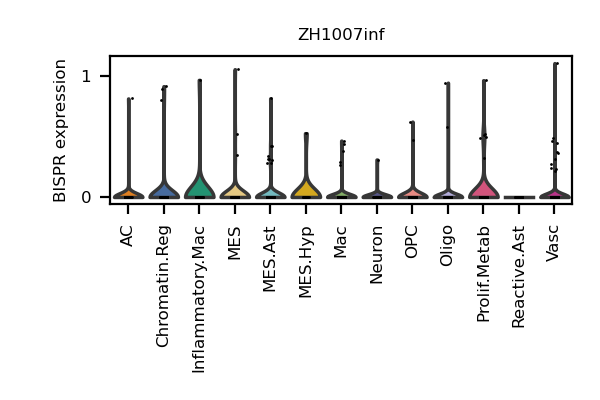 ZH1007inf
BISPR expression
1
0
AC
Chromatin.Reg
Inflammatory.Mac
MES
MES.Ast
MES.Hyp
Mac
Neuron
OPC
Oligo
Prolif.Metab
Reactive.Ast
Vasc